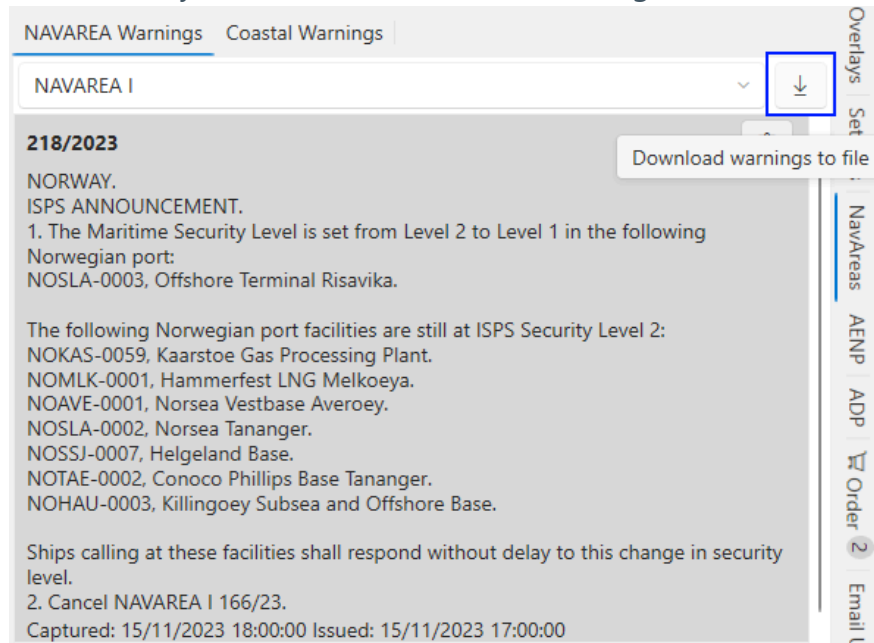 NAVAREA Warnings Coastal Warnings
NAVAREA I
218/2023
Download warnings to file
NORWAY.
ISPS ANNOUNCEMENT.
1. The Maritime Security Level is set from Level 2 to Level 1 in the following
Norwegian port:
NOSLA-0003, Offshore Terminal Risavika.
The following Norwegian port facilities are still at ISPS Security Level 2:
NOKAS-0059, Kaarstoe Gas Processing Plant.
NOMLK-0001, Hammerfest LNG Melkoeya.
NOAVE-0001, Norsea Vestbase Averoey.
NOSLA-0002, Norsea Tananger.
NOSSJ-0007, Helgeland Base.
NOTAE-0002, Conoco Phillips Base Tananger.
NOHAU-0003, Killingoey Subsea and Offshore Base.
Ships calling at these facilities shall respond without delay to this change in security
level.
2. Cancel NAVAREA I 166/23.
Captured: 15/11/2023 18:00:00 Issued: 15/11/2023 17:00:00
Overlays
NavAreas
AENP
ADP
Order 2
Email